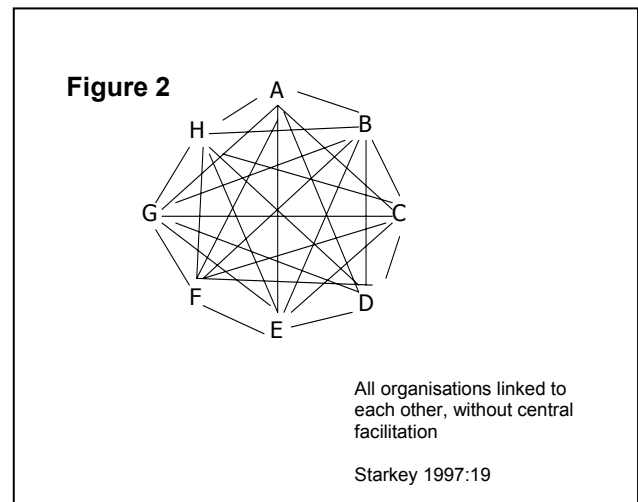 Figure 2
A
B
H
G
C
F
D
E
All organisations linked to
each other, without central
facilitation
Starkey 1997:19